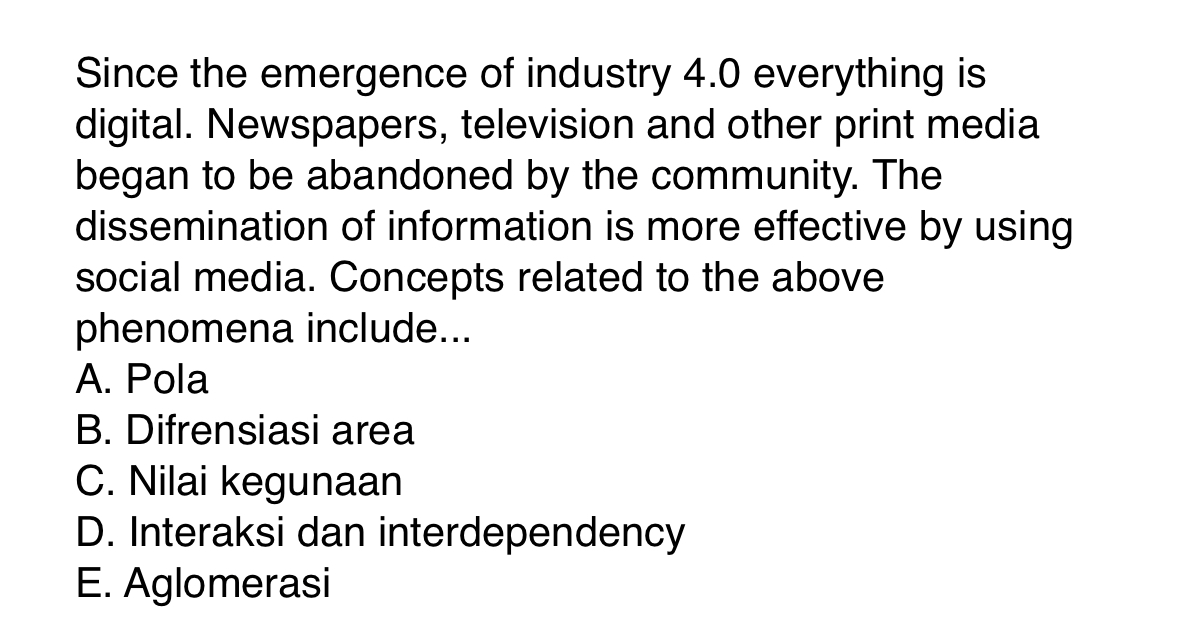 Since the emergence of industry 4.0 everything is
digital. Newspapers, television and other print media
began to be abandoned by the community. The
dissemination of information is more effective by using
social media. Concepts related to the above
phenomena include...
A. Pola
B. Difrensiasi area
C. Nilai kegunaan
D. Interaksi dan interdependency
E. Aglomerasi